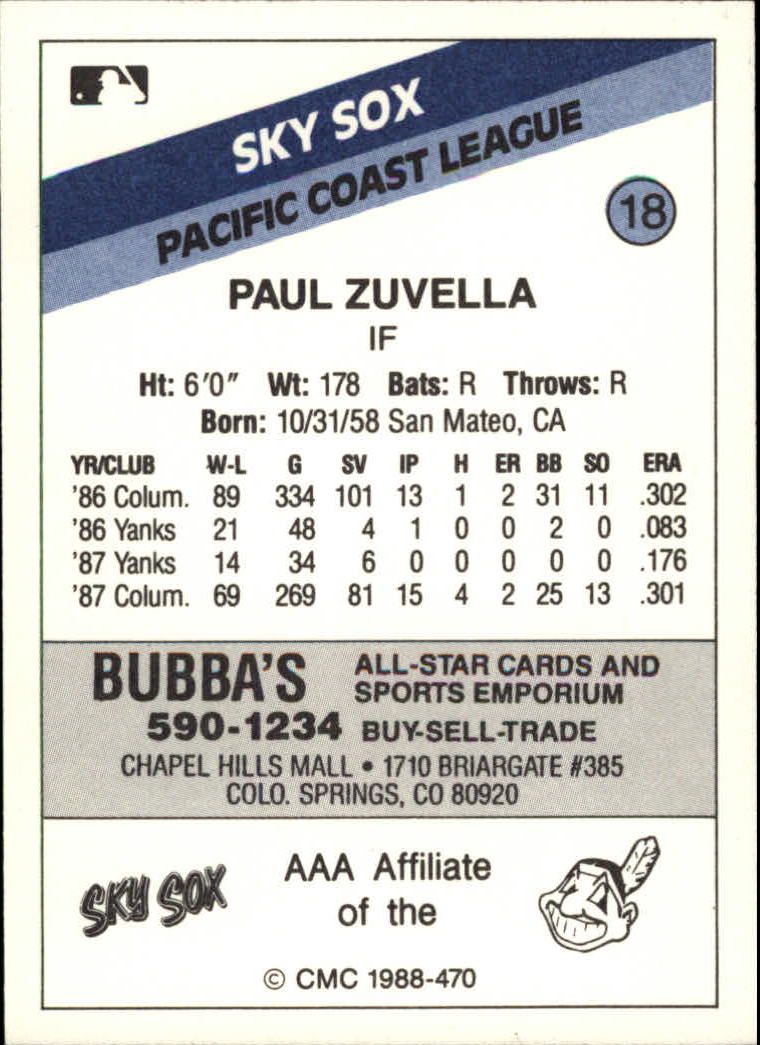 SKY SOX
PACIFIC COAST LEAGUE
18
PAUL ZUVELLA
IF
Ht: 6'0" Wt: 178 Bats: R Throws: R
Born: 10/31/58 San Mateo, CA
YR/CLUB W-L G SV IP H ER BB SO ERA
'86 Colum. 89 334 101 13 1 2 31 11 .302
'86 Yanks 21 48 4 1 0 0 2 0 .083
'87 Yanks 14 34 6 0 0 0 0 0 .176
'87 Colum. 69 269 81 15 4 2 25 13 .301
BUBBA'S ALL-STAR CARDS AND SPORTS EMPORIUM
590-1234 BUY-SELL-TRADE
CHAPEL HILLS MALL • 1710 BRIARGATE #385
COLO. SPRINGS, CO 80920
SKY SOX
AAA Affiliate
of the
© CMC 1988-470